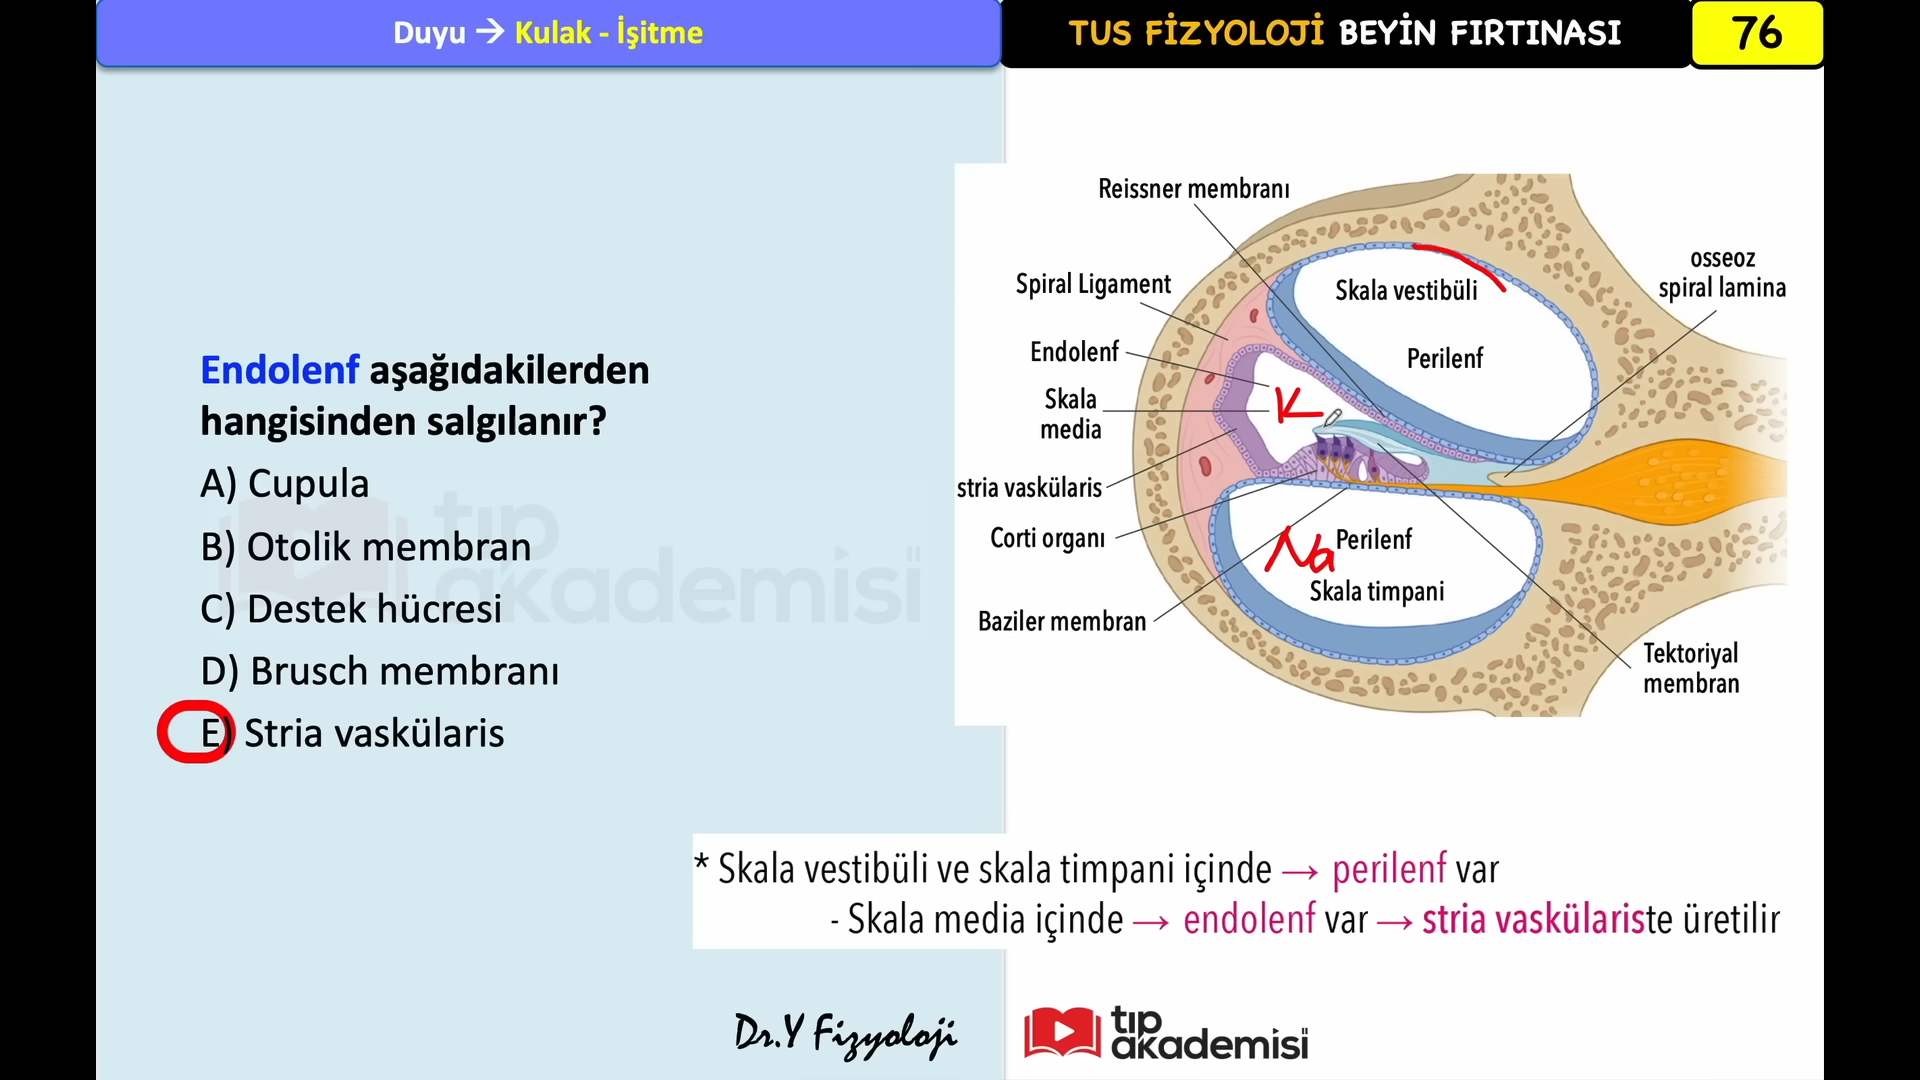 Duyu → Kulak - İşitme
TUS FİZYOLOJİ BEYİN FIRTINASI
76
Endolenf aşağıdakilerden
hangisinden salgılanır?
A) Cupula
B) Otolik membran
C) Destek hücresi
D) Brusch membranı
E) Stria vaskülaris
tıp
akademisi
Reissner membranı
Spiral Ligament
Endolenf
Skala
media
stria vaskülaris
Corti organı
Baziler membran
Skala vestibüli
Perilenf
osseoz
spiral lamina
K
Na
Perilenf
Skala timpani
Tektoriyal
membran
* Skala vestibüli ve skala timpani içinde → perilenf var
- Skala media içinde → endolenf var → stria vaskülariste üretilir
Dr.Y Fizyoloji
tıp
akademisi